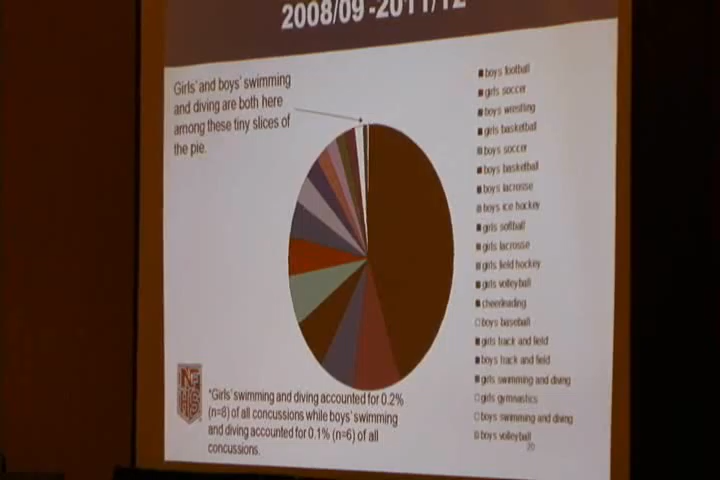 2008/09 -2011/12
Girls' and boys' swimming
and diving are both here
among these tiny slices of
the pie.
boys football
girls soccer
boys wrestling
girls basketball
boys soccer
boys basketball
boys lacrosse
boys ice hockey
girls softball
girls lacrosse
girls field hockey
girls volleyball
cheerleading
boys baseball
girls track and field
boys track and field
girls swimming and diving
girls gymnastics
boys swimming and diving
boys volleyball
20
NF
HS
*Girls' swimming and diving accounted for 0.2%
(n=8) of all concussions while boys' swimming
and diving accounted for 0.1% (n=6) of all
concussions.